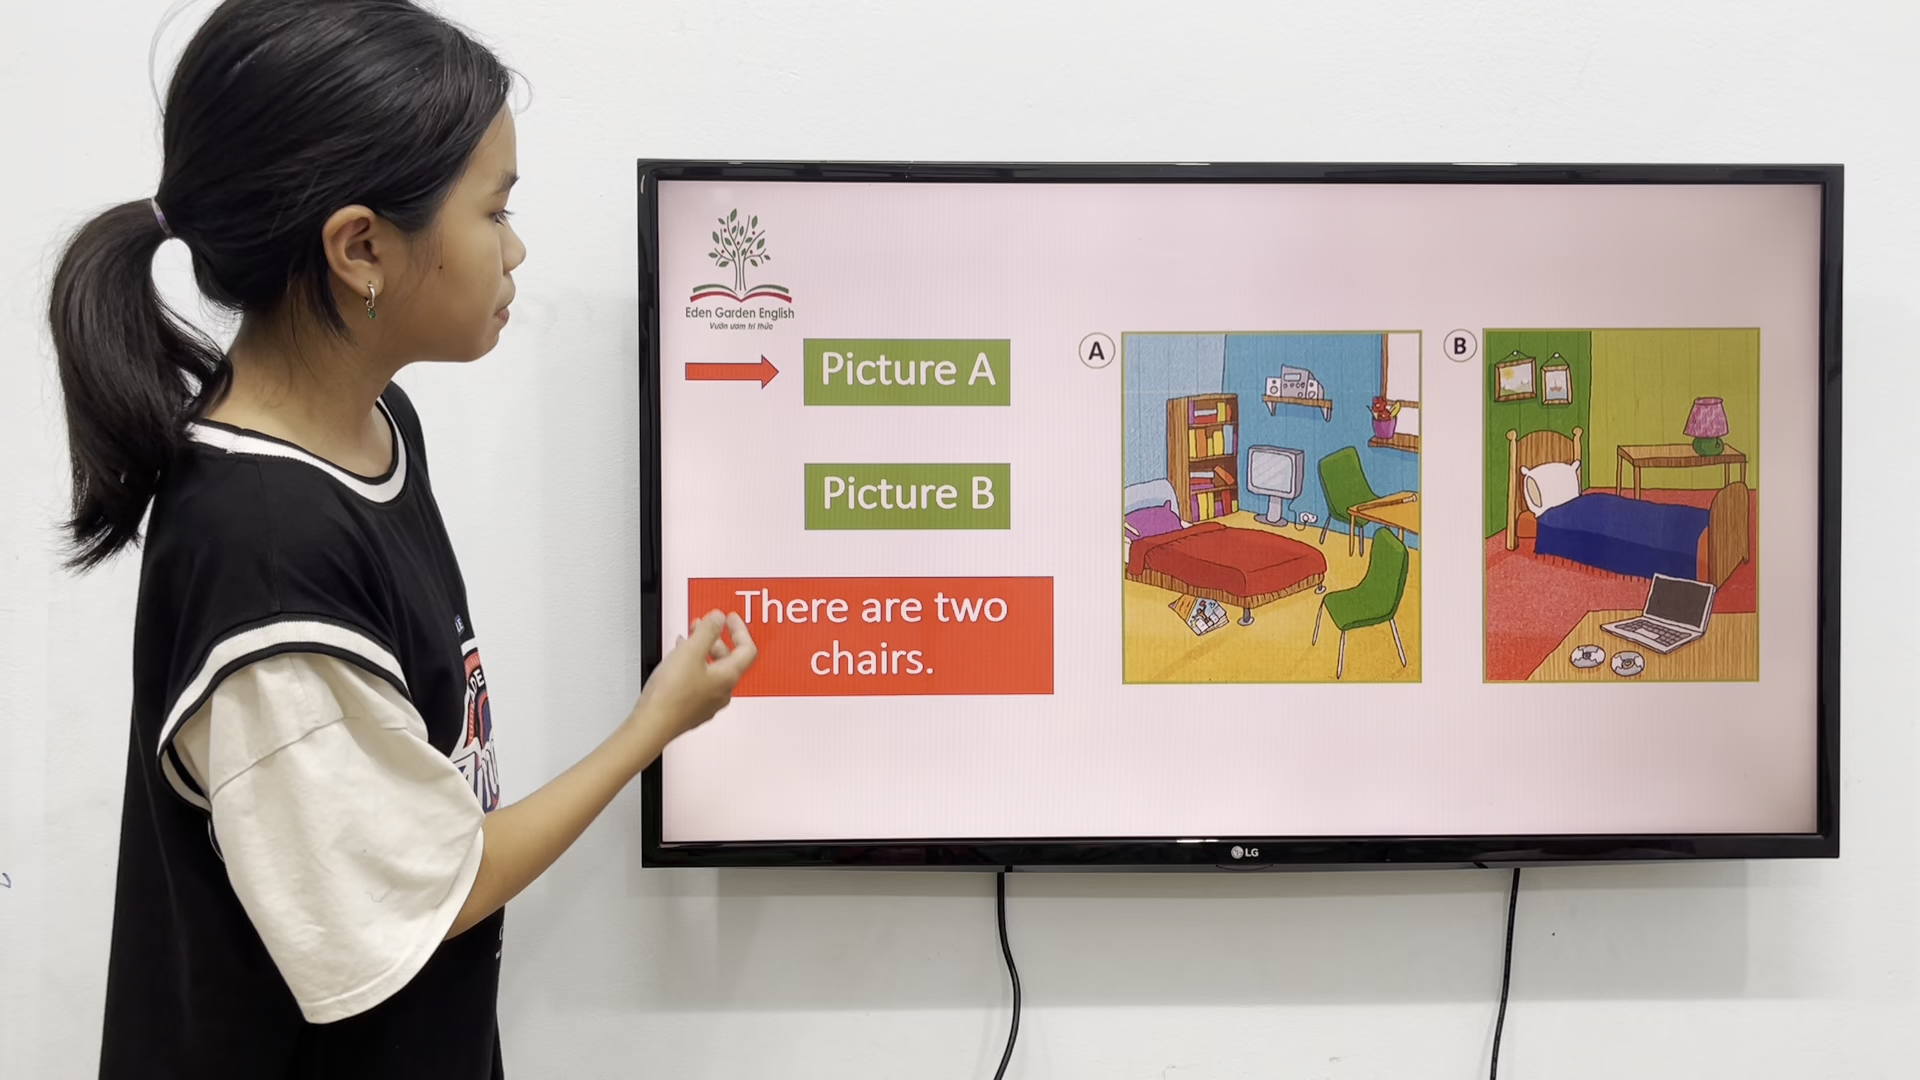 Eden Garden English
Vườn ươm tri thức
Picture A
Picture B
There are two
chairs.
A
B
LG